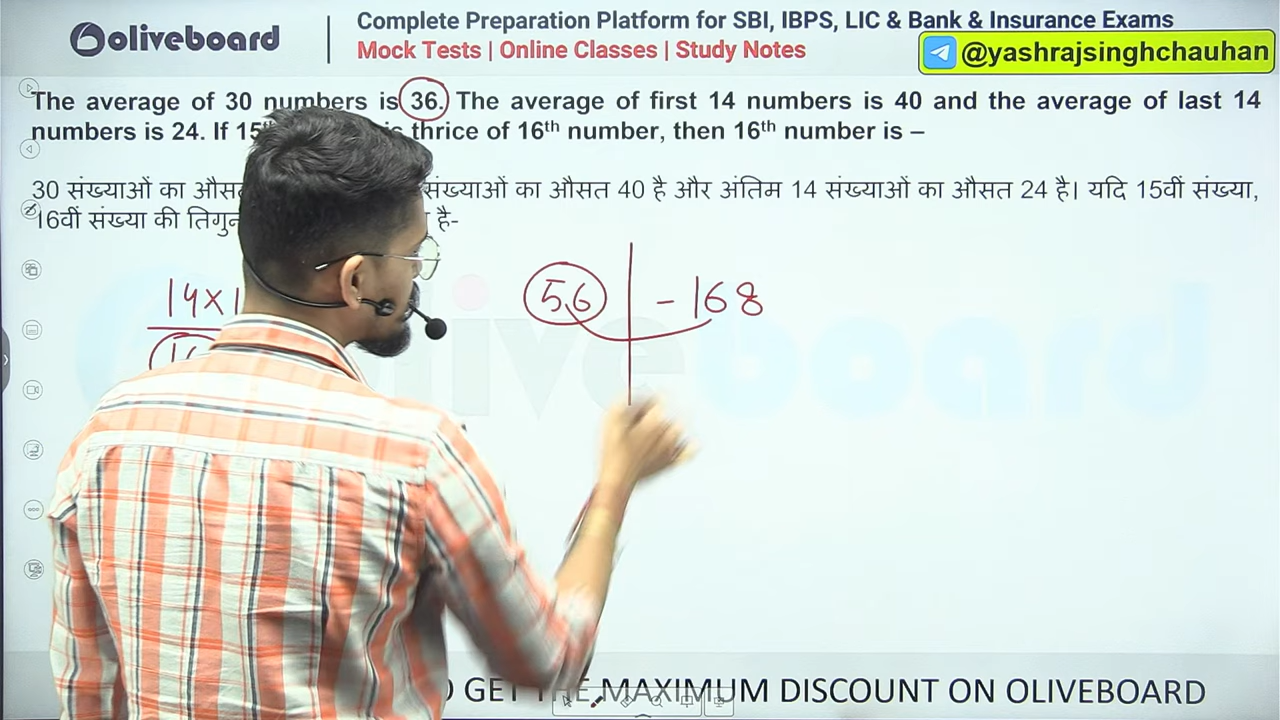 oliveboard
Complete Preparation Platform for SBI, IBPS, LIC & Bank & Insurance Exams
Mock Tests | Online Classes | Study Notes
@yashrajsinghchauhan
The average of 30 numbers is 36. The average of first 14 numbers is 40 and the average of last 14
numbers is 24. If 15 thrice of 16th number, then 16th number is –
30 संख्याओं का संख्याओं का औसत 40 है और अंतिम 14 संख्याओं का औसत 24 है। यदि 15वीं संख्या,
16वीं संख्या की है-
14×1
56 -168
GET THE MAXIMUM DISCOUNT ON OLIVEBOARD